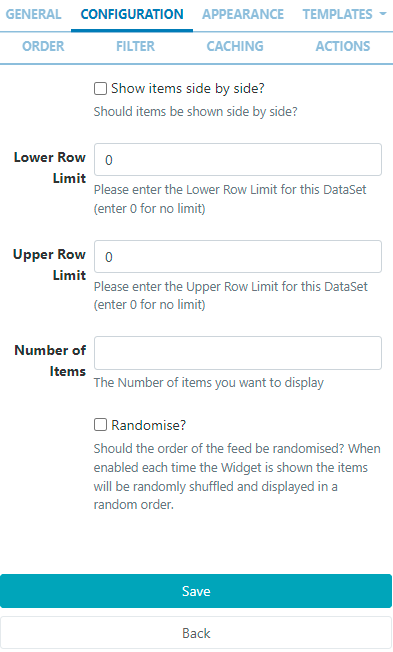 GENERAL CONFIGURATION APPEARANCE TEMPLATES
ORDER FILTER CACHING ACTIONS
Show items side by side?
Should items be shown side by side?
Lower Row
Limit
0
Please enter the Lower Row Limit for this DataSet
(enter 0 for no limit)
Upper Row
Limit
0
Please enter the Upper Row Limit for this DataSet
(enter 0 for no limit)
Number of
Items
The Number of items you want to display
Randomise?
Should the order of the feed be randomised? When
enabled each time the Widget is shown the items
will be randomly shuffled and displayed in a
random order.
Save
Back